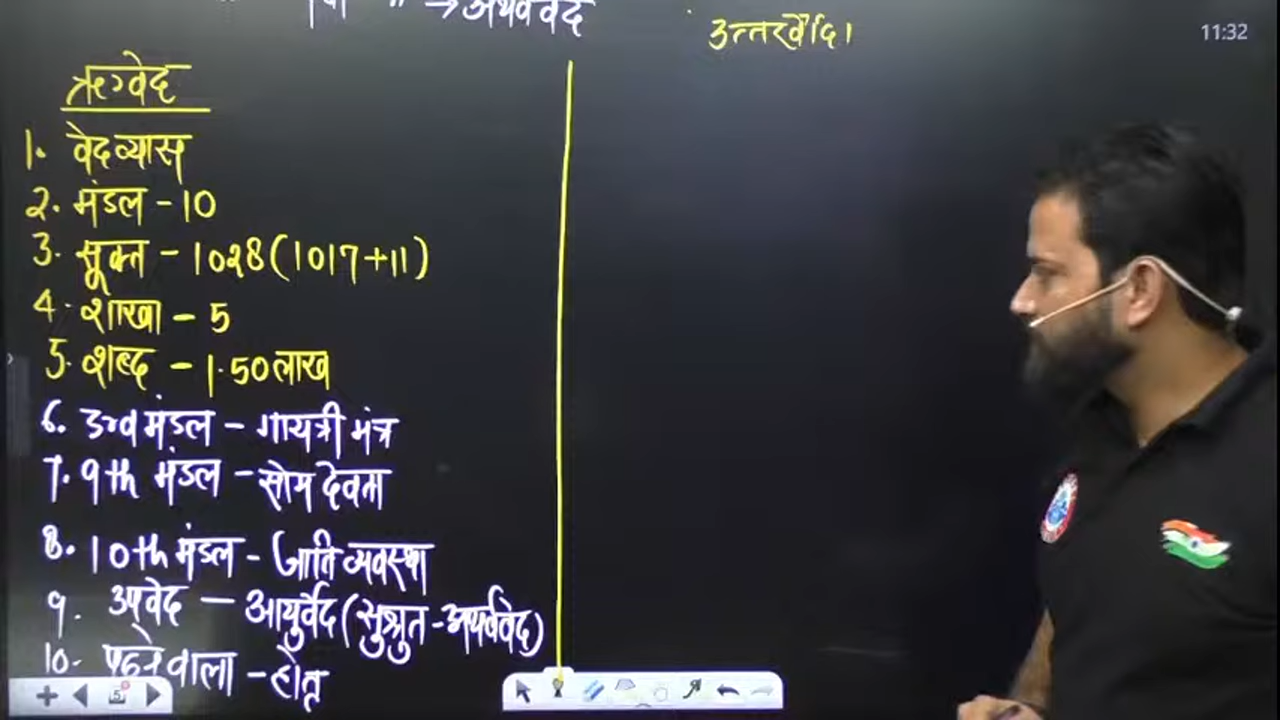 → अथर्ववेद
उत्तरवैदि।
11:32
ऋग्वेद
1. वेदव्यास
2. मंडल - 10
3. सूक्त - 1028 (1017+11)
4. शाखा - 5
5. शब्द - 1.50 लाख
6. 3rd मंडल - गायत्री मंत्र
7. 9th मंडल - सोम देवता
8. 10th मंडल - जाति व्यवस्था
9. उपवेद - आयुर्वेद (सुश्रुत - अथर्ववेद)
10- पढ़ने वाला - होतृ